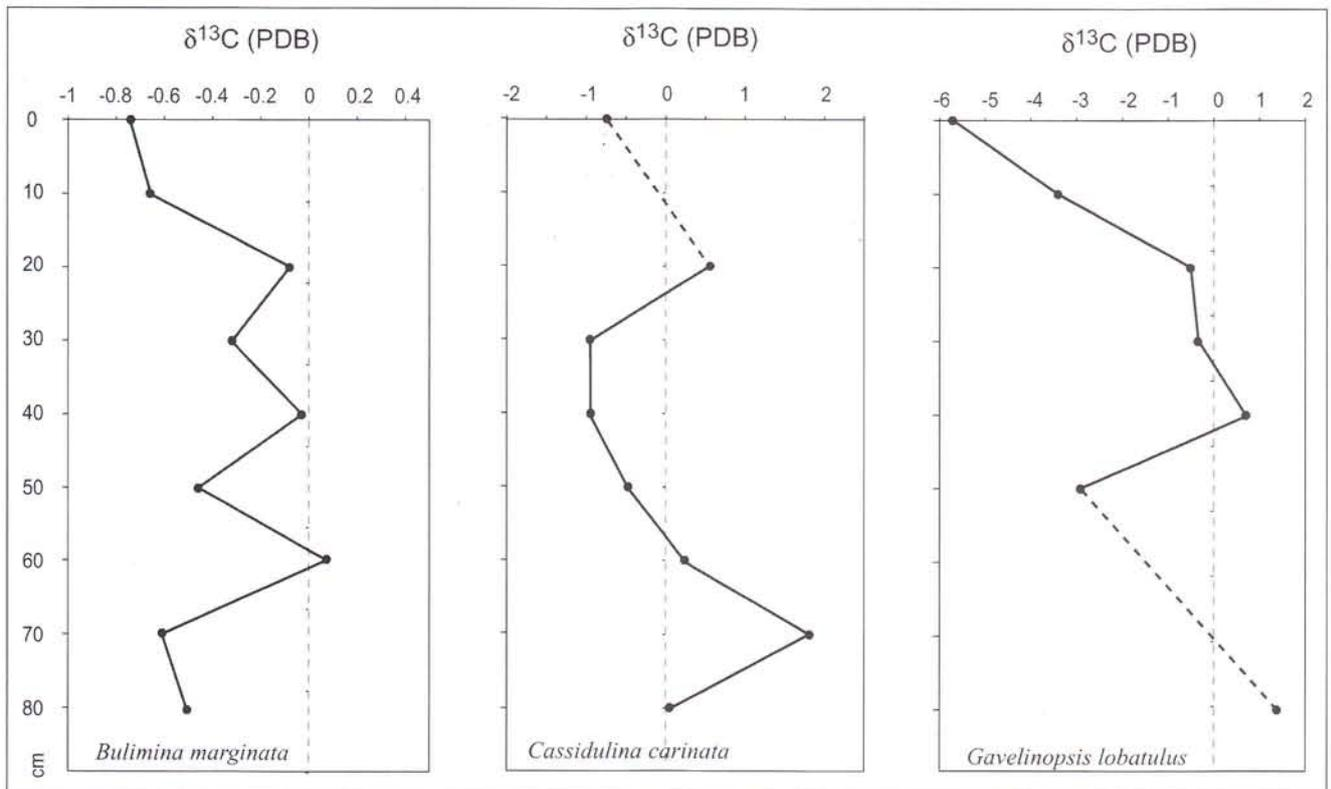 δ13C (PDB)
-1 -0.8 -0.6 -0.4 -0.2 0 0.2 0.4
0
10
20
30
40
50
60
70
80
cm
Bulimina marginata
δ13C (PDB)
-2 -1 0 1 2
Cassidulina carinata
δ13C (PDB)
-6 -5 -4 -3 -2 -1 0 1 2
Gavelinopsis lobatulus